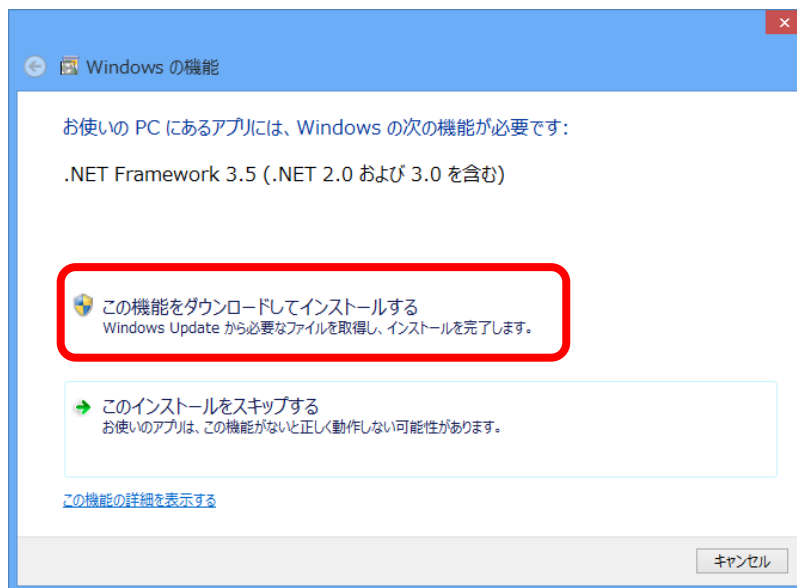 Windows の機能
お使いの PC にあるアプリには、Windows の次の機能が必要です:
.NET Framework 3.5 (.NET 2.0 および 3.0 を含む)
この機能をダウンロードしてインストールする
Windows Update から必要なファイルを取得し、インストールを完了します。
このインストールをスキップする
お使いのアプリは、この機能がないと正しく動作しない可能性があります。
この機能の詳細を表示する
キャンセル